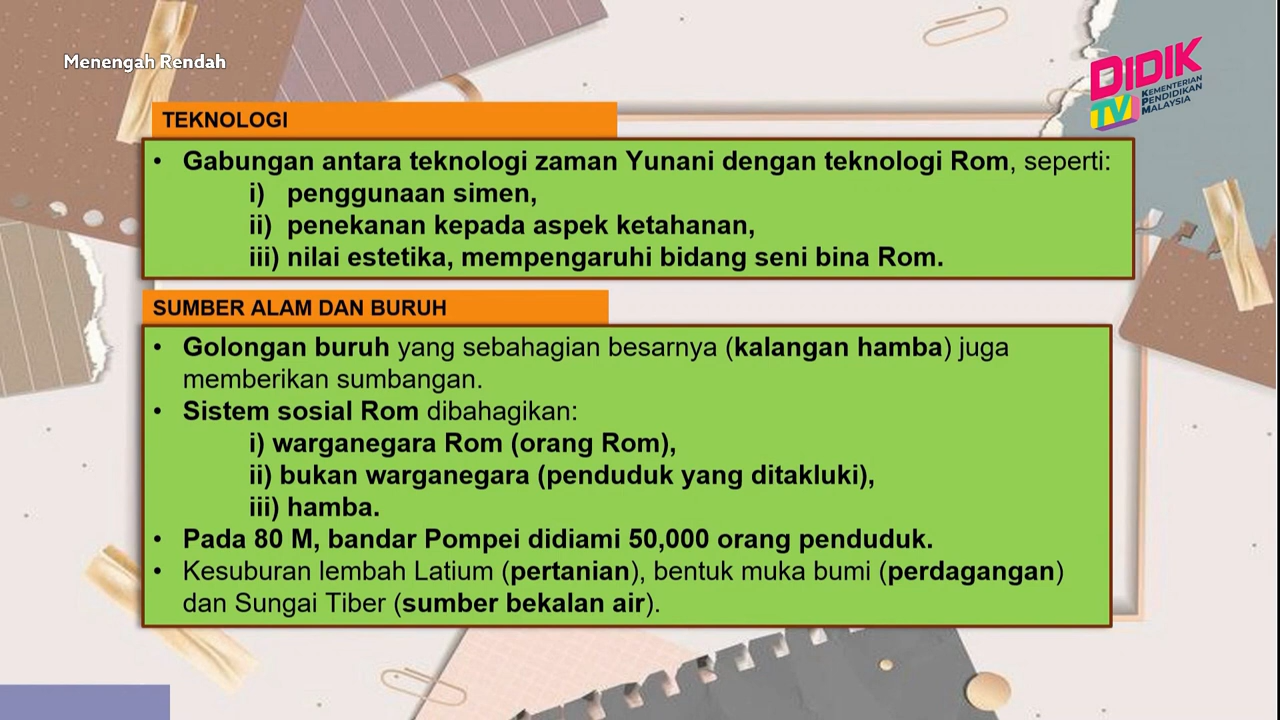 Menengah Rendah
DIDIK
TV
KEMENTERIAN
PENDIDIKAN
MALAYSIA
TEKNOLOGI
• Gabungan antara teknologi zaman Yunani dengan teknologi Rom, seperti:
i) penggunaan simen,
ii) penekanan kepada aspek ketahanan,
iii) nilai estetika, mempengaruhi bidang seni bina Rom.
SUMBER ALAM DAN BURUH
• Golongan buruh yang sebahagian besarnya (kalangan hamba) juga
memberikan sumbangan.
• Sistem sosial Rom dibahagikan:
i) warganegara Rom (orang Rom),
ii) bukan warganegara (penduduk yang ditakluki),
iii) hamba.
• Pada 80 M, bandar Pompei didiami 50,000 orang penduduk.
• Kesuburan lembah Latium (pertanian), bentuk muka bumi (perdagangan)
dan Sungai Tiber (sumber bekalan air).